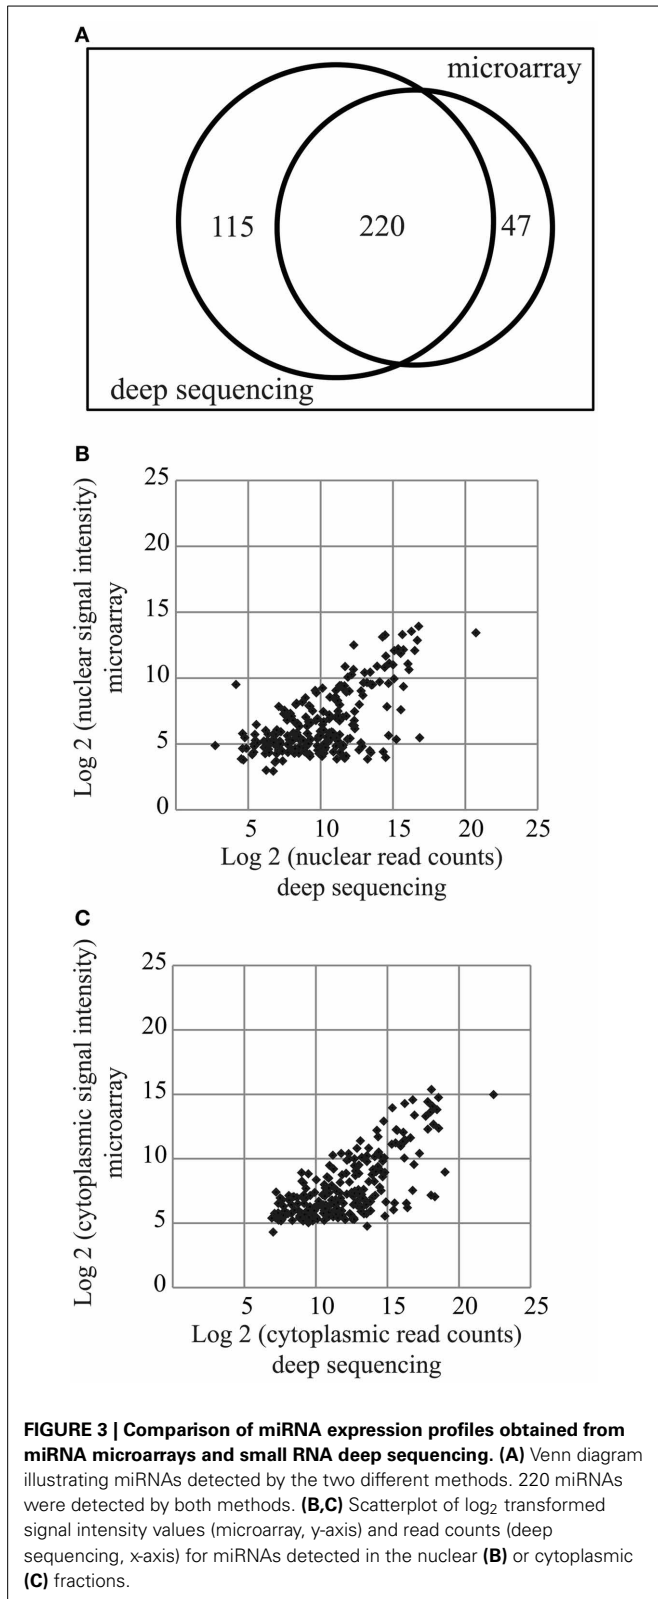 A
microarray
115
220
47
deep sequencing
B
Log 2 (nuclear signal intensity)
microarray
25
20
15
10
5
0
5 10 15 20 25
Log 2 (nuclear read counts)
deep sequencing
C
Log 2 (cytoplasmic signal intensity)
microarray
25
20
15
10
5
0
5 10 15 20 25
Log 2 (cytoplasmic read counts)
deep sequencing
FIGURE 3 | Comparison of miRNA expression profiles obtained from
miRNA microarrays and small RNA deep sequencing. (A) Venn diagram
illustrating miRNAs detected by the two different methods. 220 miRNAs
were detected by both methods. (B,C) Scatterplot of log₂ transformed
signal intensity values (microarray, y-axis) and read counts (deep
sequencing, x-axis) for miRNAs detected in the nuclear (B) or cytoplasmic
(C) fractions.